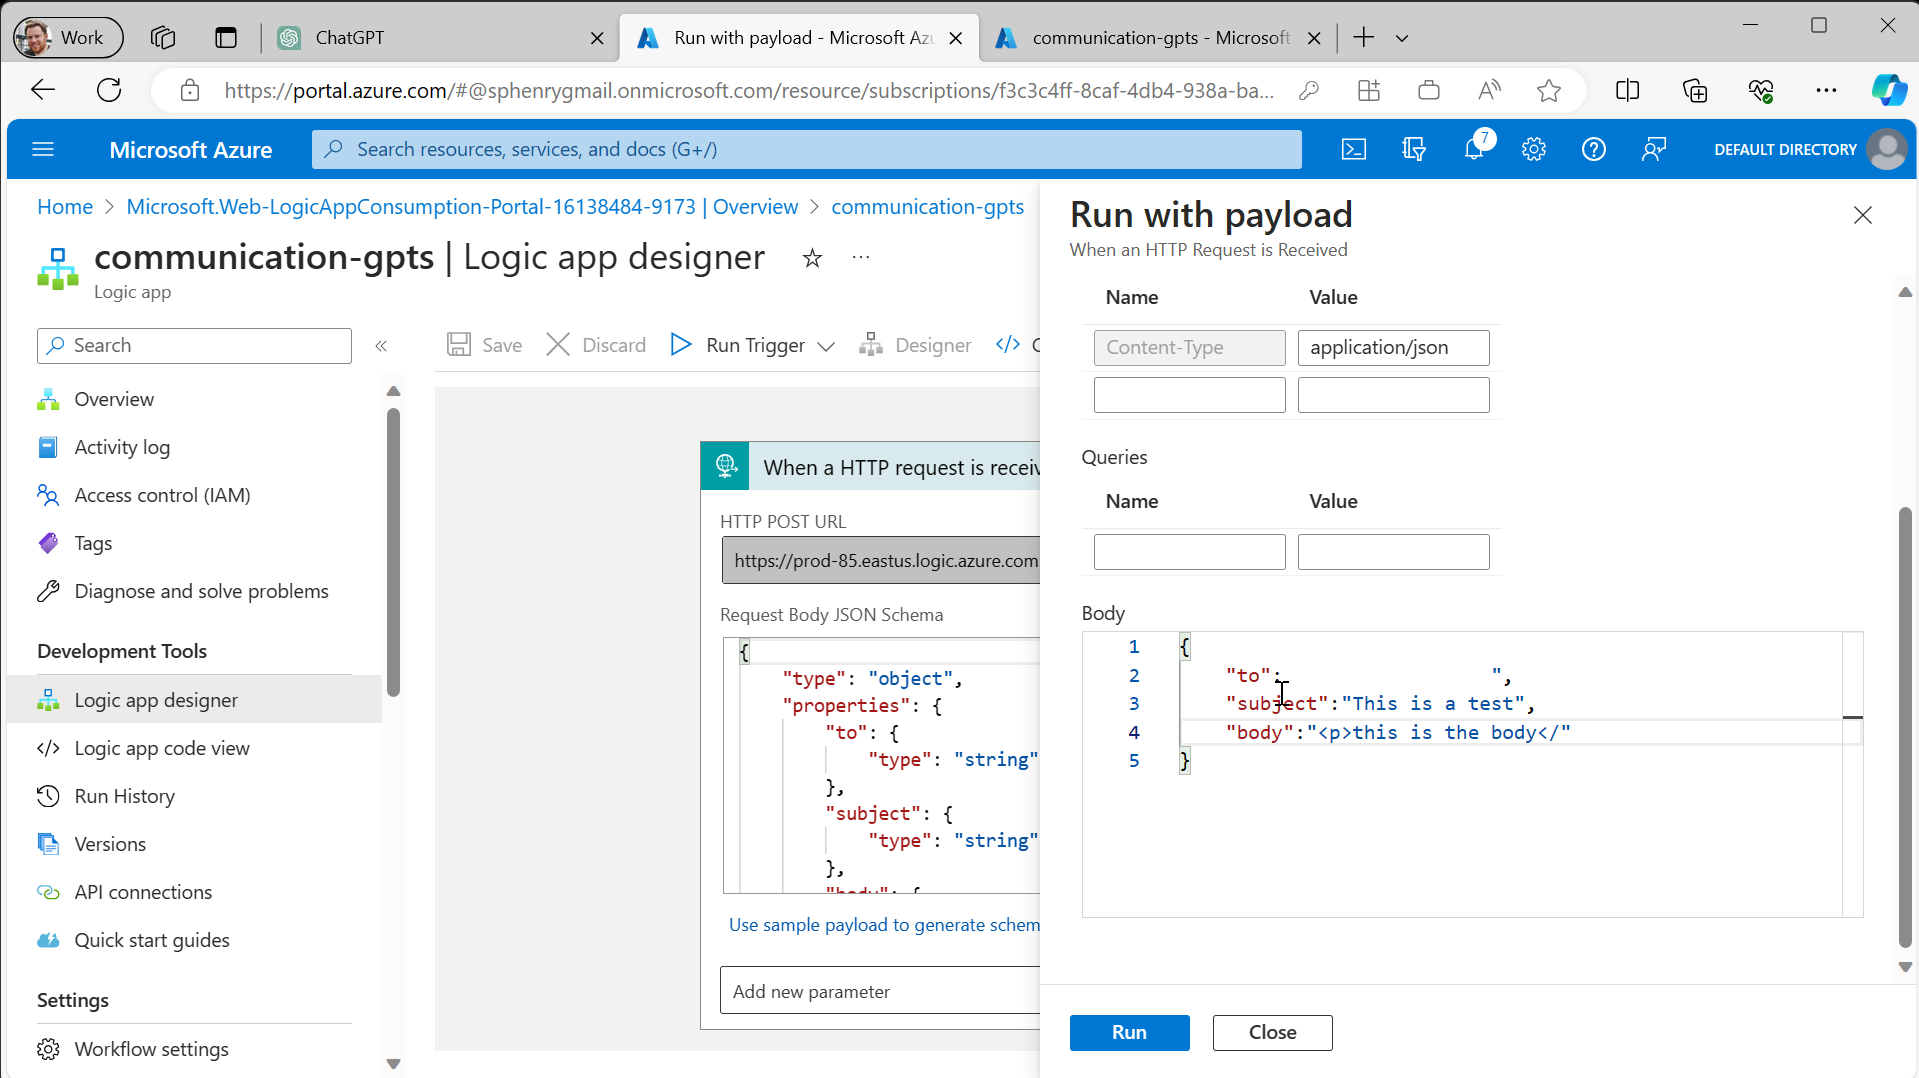 Work
ChatGPT
Run with payload - Microsoft Azu
communication-gpts - Microsoft
https://portal.azure.com/#@sphenrygmail.onmicrosoft.com/resource/subscriptions/f3c3c4ff-8caf-4db4-938a-ba...
Microsoft Azure
Search resources, services, and docs (G+/)
7
DEFAULT DIRECTORY
Home > Microsoft.Web-LogicAppConsumption-Portal-16138484-9173 | Overview > communication-gpts
communication-gpts | Logic app designer
Logic app
Search
Overview
Activity log
Access control (IAM)
Tags
Diagnose and solve problems
Development Tools
Logic app designer
Logic app code view
Run History
Versions
API connections
Quick start guides
Settings
Workflow settings
Save
Discard
Run Trigger
Designer
</> C
When a HTTP request is receiv
HTTP POST URL
https://prod-85.eastus.logic.azure.com
Request Body JSON Schema
{
"type": "object",
"properties": {
"to": {
"type": "string"
},
"subject": {
"type": "string"
},
"body": {
Use sample payload to generate schem
Add new parameter
Run with payload
When an HTTP Request is Received
Name Value
Content-Type application/json
Queries
Name Value
Body
1 {
2 "to": ",
3 "subject":"This is a test",
4 "body":"<p>this is the body</"
5 }
Run
Close